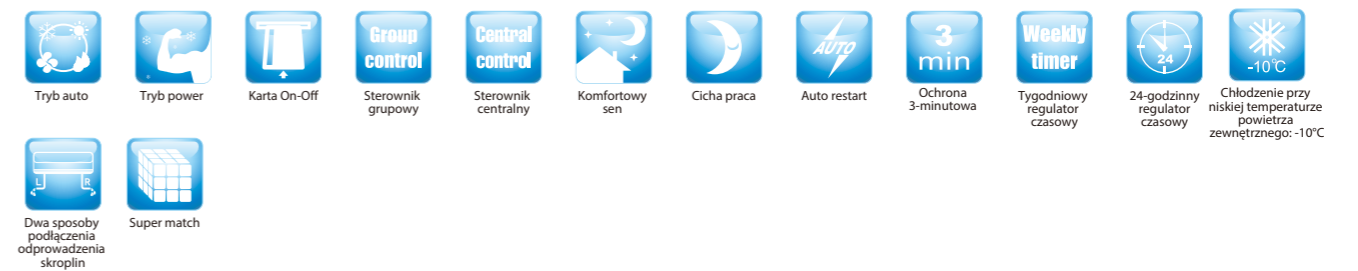 AUTO
3
min
Group
control
Central
control
Weekly
timer
24
-10°C
Tryb auto
Tryb power
Karta On-Off
Sterownik
grupowy
Sterownik
centralny
Komfortowy
sen
Cicha praca
Auto restart
Ochrona
3-minutowa
Tygodniowy
regulator
czasowy
24-godzinny
regulator
czasowy
Chłodzenie przy
niskiej temperaturze
powietrza
zewnętrznego: -10°C
L
R
Dwa sposoby
podłączenia
odprowadzenia
skroplin
Super match